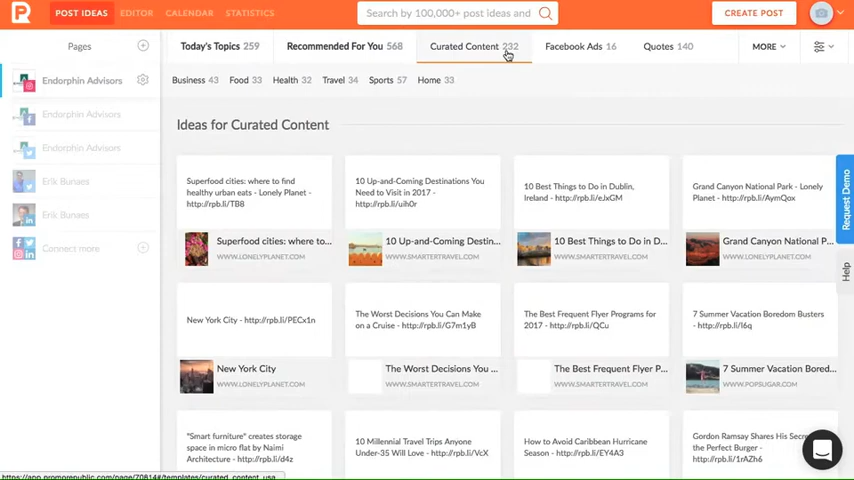 POST IDEAS EDITOR CALENDAR STATISTICS Search by 100,000+ post ideas and CREATE POST
Pages
Today's Topics 259 Recommended For You 568 Curated Content 232 Facebook Ads 16 Quotes 140 MORE
Business 43 Food 33 Health 32 Travel 34 Sports 57 Home 33
Endorphin Advisors
Endorphin Advisors
Endorphin Advisors
Erik Bunaes
Erik Bunaes
Connect more
Ideas for Curated Content
Superfood cities: where to find
healthy urban eats - Lonely Planet -
http://rpb.li/TB8
Superfood cities: where to...
WWW.LONELYPLANET.COM
10 Up-and-Coming Destinations You
Need to Visit in 2017 -
http://rpb.li/uih0r
10 Up-and-Coming Destin...
WWW.SMARTERTRAVEL.COM
10 Best Things to Do in Dublin,
Ireland - http://rpb.li/eJxGM
10 Best Things to Do in D...
WWW.SMARTERTRAVEL.COM
Grand Canyon National Park - Lonely
Planet - http://rpb.li/AymQox
Grand Canyon National P...
WWW.LONELYPLANET.COM
New York City - http://rpb.li/PECx1n
New York City
WWW.LONELYPLANET.COM
The Worst Decisions You Can Make
on a Cruise - http://rpb.li/G7m1yB
The Worst Decisions You ...
WWW.SMARTERTRAVEL.COM
The Best Frequent Flyer Programs for
2017 - http://rpb.li/QCu
The Best Frequent Flyer P...
WWW.SMARTERTRAVEL.COM
7 Summer Vacation Boredom Busters
- http://rpb.li/I6q
7 Summer Vacation Bored...
WWW.POPSUGAR.COM
"Smart furniture" creates storage
space in micro flat by Naimi
Architecture - http://rpb.li/d4z
10 Millennial Travel Trips Anyone
Under-35 Will Love - http://rpb.li/VcX
How to Avoid Caribbean Hurricane
Season - http://rpb.li/EY4A3
Gordon Ramsay Shares His
the Perfect Burger -
http://rpb.li/1rAZh6
Request Demo
Help
https://app.promorepublic.com/page/70814#/templates/curated_content_usa